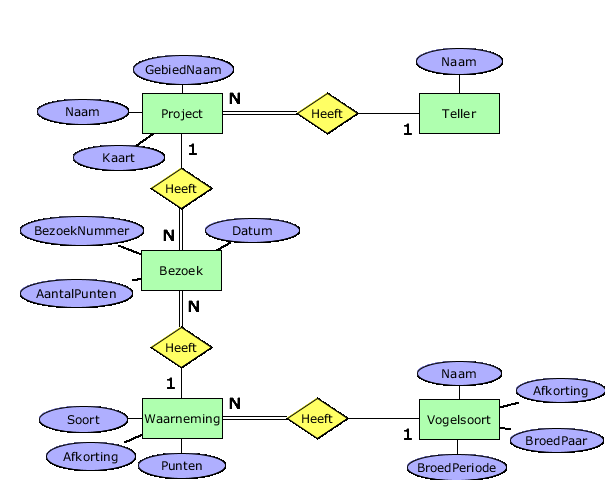 Naam
GebiedNaam
N
Naam
Project
Heeft
Teller
1
1
Kaart
Heeft
BezoekNummer
Datum
N
Bezoek
AantalPunten
N
Heeft
Naam
1
Afkorting
N
Soort
Waarneming
Heeft
Vogelsoort
1
BroedPaar
Afkorting
Punten
BroedPeriode